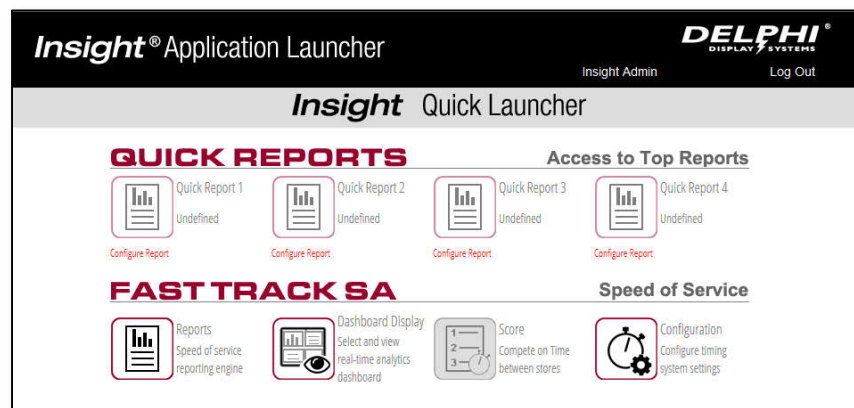 Insight® Application Launcher
DELPHI®
DISPLAY SYSTEMS
Insight Admin
Log Out
Insight Quick Launcher
QUICK REPORTS
Access to Top Reports
Quick Report 1
Undefined
Configure Report
Quick Report 2
Undefined
Configure Report
Quick Report 3
Undefined
Configure Report
Quick Report 4
Undefined
Configure Report
FAST TRACK SA
Speed of Service
Reports
Speed of service
reporting engine
Dashboard Display
Select and view
real-time analytics
dashboard
1
2
3
Score
Compete on Time
between stores
Configuration
Configure timing
system settings